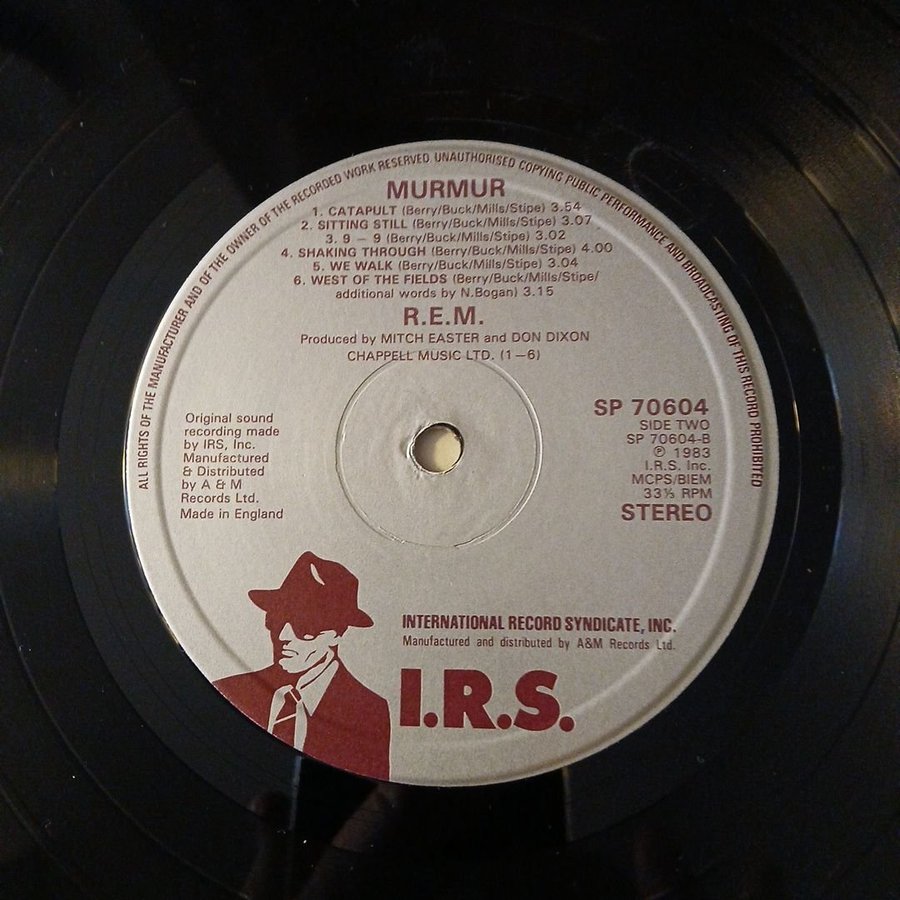 ALL RIGHTS OF THE MANUFACTURER AND OF THE OWNER OF THE RECORDED WORK RESERVED. UNAUTHORISED COPYING PUBLIC PERFORMANCE AND BROADCASTING OF THIS RECORD PROHIBITED
MURMUR
1. CATAPULT (Berry/Buck/Mills/Stipe) 3.54
2. SITTING STILL (Berry/Buck/Mills/Stipe) 3.07
3. 9 – 9 (Berry/Buck/Mills/Stipe) 3.02
4. SHAKING THROUGH (Berry/Buck/Mills/Stipe) 4.00
5. WE WALK (Berry/Buck/Mills/Stipe) 3.04
6. WEST OF THE FIELDS (Berry/Buck/Mills/Stipe/
additional words by N.Bogan) 3.15
R.E.M.
Produced by MITCH EASTER and DON DIXON
CHAPPELL MUSIC LTD. (1–6)
Original sound
recording made
by IRS, Inc.
Manufactured
& Distributed
by A & M
Records Ltd.
Made in England
SP 70604
SIDE TWO
SP 70604-B
℗ 1983
I.R.S. Inc.
MCPS/BIEM
33⅓ RPM
STEREO
INTERNATIONAL RECORD SYNDICATE, INC.
Manufactured and distributed by A&M Records Ltd.
I.R.S.